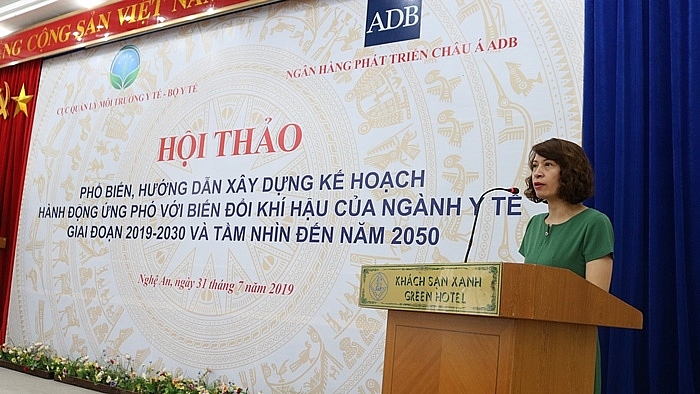 CỘNG SẢN VIỆT NAM
ADB
CỤC QUẢN LÝ MÔI TRƯỜNG Y TẾ - BỘ Y TẾ
NGÂN HÀNG PHÁT TRIỂN CHÂU Á ADB
HỘI THẢO
PHỔ BIẾN, HƯỚNG DẪN XÂY DỰNG KẾ HOẠCH
HÀNH ĐỘNG ỨNG PHÓ VỚI BIẾN ĐỔI KHÍ HẬU CỦA NGÀNH Y TẾ
GIAI ĐOẠN 2019-2030 VÀ TẦM NHÌN ĐẾN NĂM 2050
Nghệ An, ngày 31 tháng 7 năm 2019
KHÁCH SẠN XANH
GREEN HOTEL